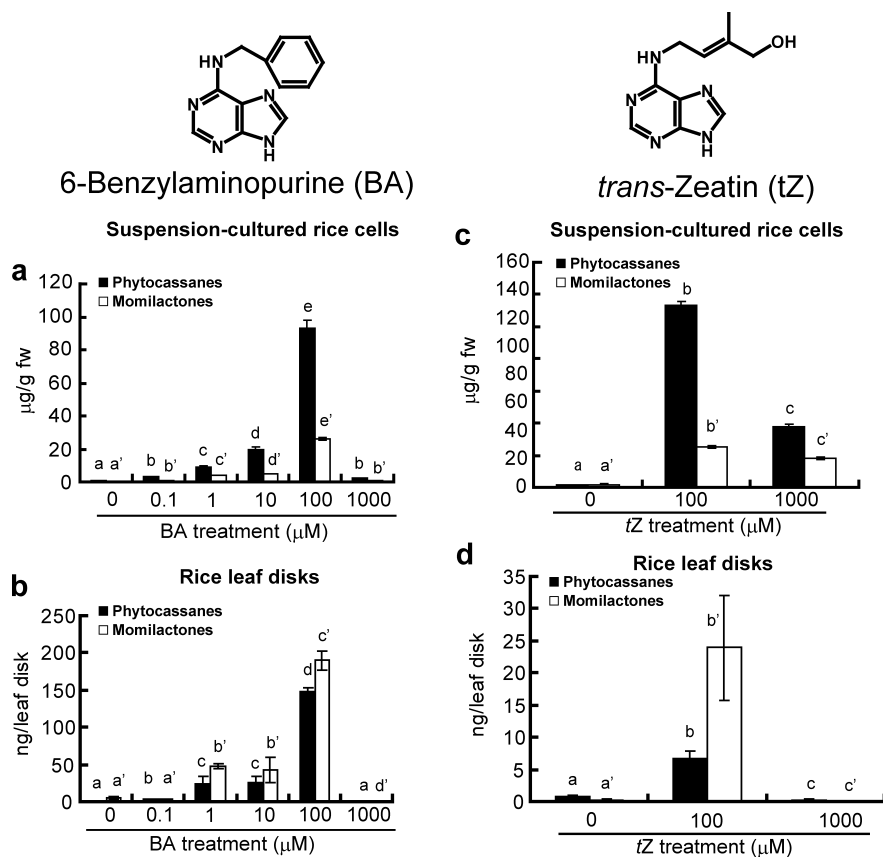 HN
N
N
N
N
H
6-Benzylaminopurine (BA)
HN
OH
N
N
N
N
H
trans-Zeatin (tZ)
Suspension-cultured rice cells
a
Phytocassanes
Momilactones
120
100
80
60
40
20
0
μg/g fw
a a’ b b’ c c’ d d’ e e’ b b’
0 0.1 1 10 100 1000
BA treatment (μM)
Rice leaf disks
b
Phytocassanes
Momilactones
250
200
150
100
50
0
ng/leaf disk
a a’ b a’ c b’ c b’ d c’ a d’
0 0.1 1 10 100 1000
BA treatment (μM)
Suspension-cultured rice cells
c
Phytocassanes
Momilactones
160
140
120
100
80
60
40
20
0
μg/g fw
a a’ b b’ c c’
0 100 1000
tZ treatment (μM)
Rice leaf disks
d
Phytocassanes
Momilactones
35
30
25
20
15
10
5
0
ng/leaf disk
a a’ b b’ c c’
0 100 1000
tZ treatment (μM)